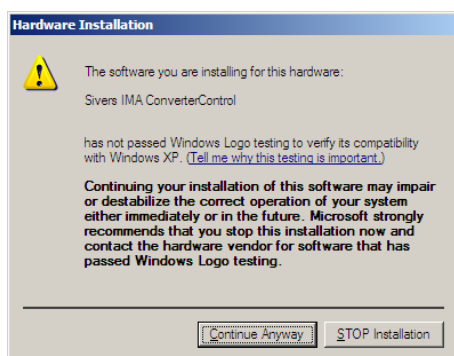 Hardware Installation
The software you are installing for this hardware:
Sivers IMA ConverterControl
has not passed Windows Logo testing to verify its compatibility
with Windows XP. (Tell me why this testing is important.)
Continuing your installation of this software may impair
or destabilize the correct operation of your system
either immediately or in the future. Microsoft strongly
recommends that you stop this installation now and
contact the hardware vendor for software that has
passed Windows Logo testing.
Continue Anyway STOP Installation